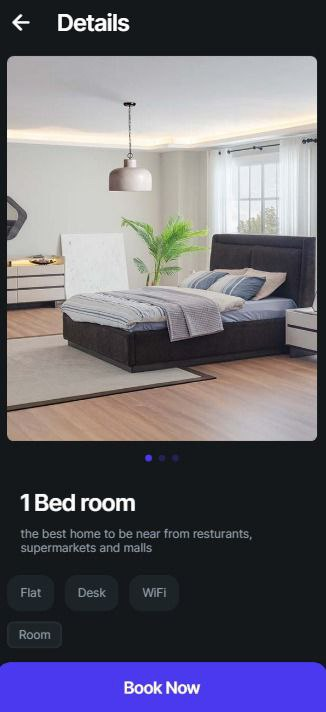 Details
1 Bed room
the best home to be near from resturants,
supermarkets and malls
Flat
Desk
WiFi
Room
Book Now